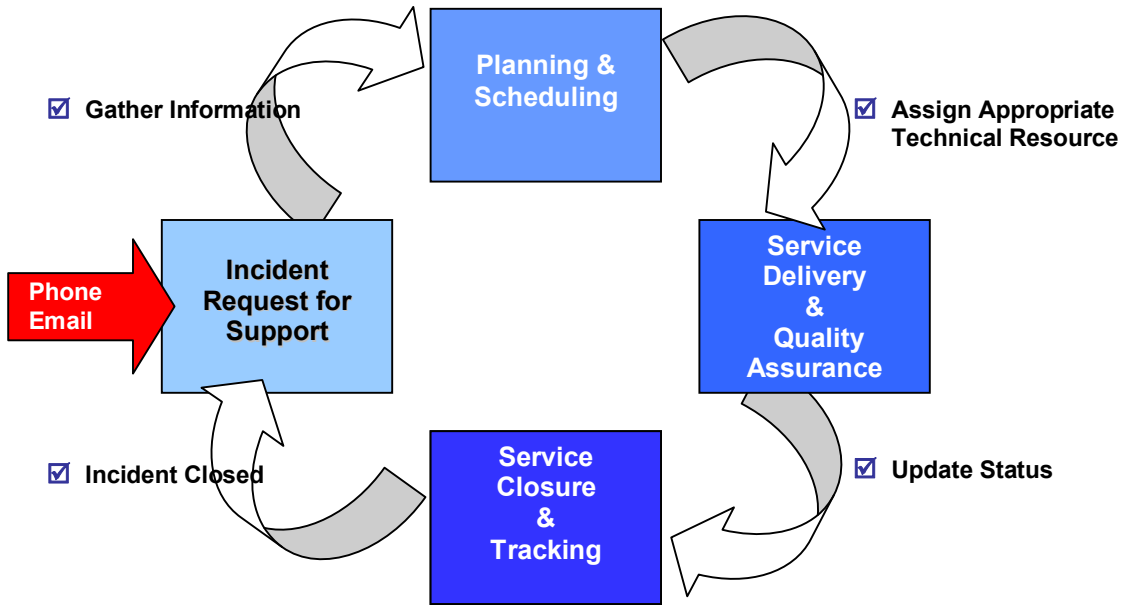 Planning &
Scheduling
Gather Information
Assign Appropriate
Technical Resource
Incident
Request for
Support
Phone
Email
Service
Delivery
&
Quality
Assurance
Service
Closure
&
Tracking
Incident Closed
Update Status